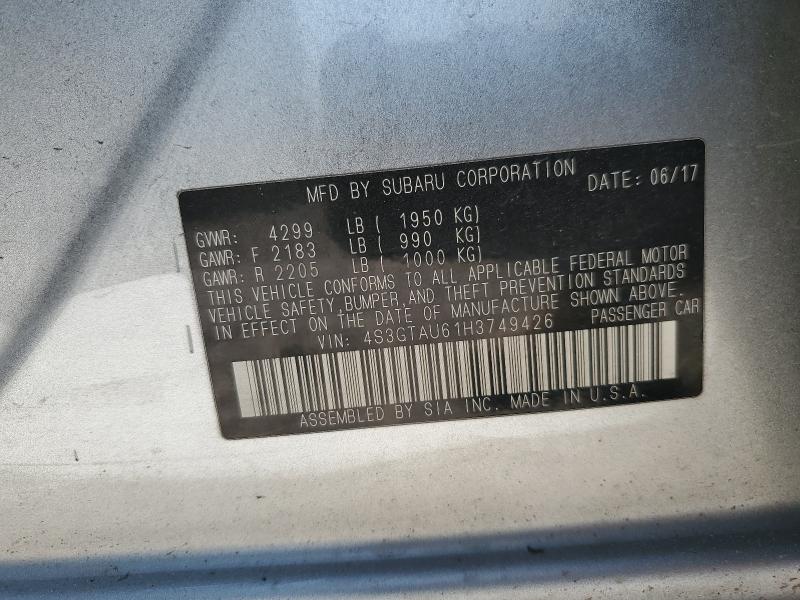 MFD BY SUBARU CORPORATION DATE: 06/17
GVWR: 4299 LB ( 1950 KG)
GAWR: F 2183 LB ( 990 KG)
GAWR: R 2205 LB ( 1000 KG)
THIS VEHICLE CONFORMS TO ALL APPLICABLE FEDERAL MOTOR
VEHICLE SAFETY,BUMPER,AND THEFT PREVENTION STANDARDS
IN EFFECT ON THE DATE OF MANUFACTURE SHOWN ABOVE.
VIN: 4S3GTAU61H3749426 PASSENGER CAR
ASSEMBLED BY SIA INC. MADE IN U.S.A.